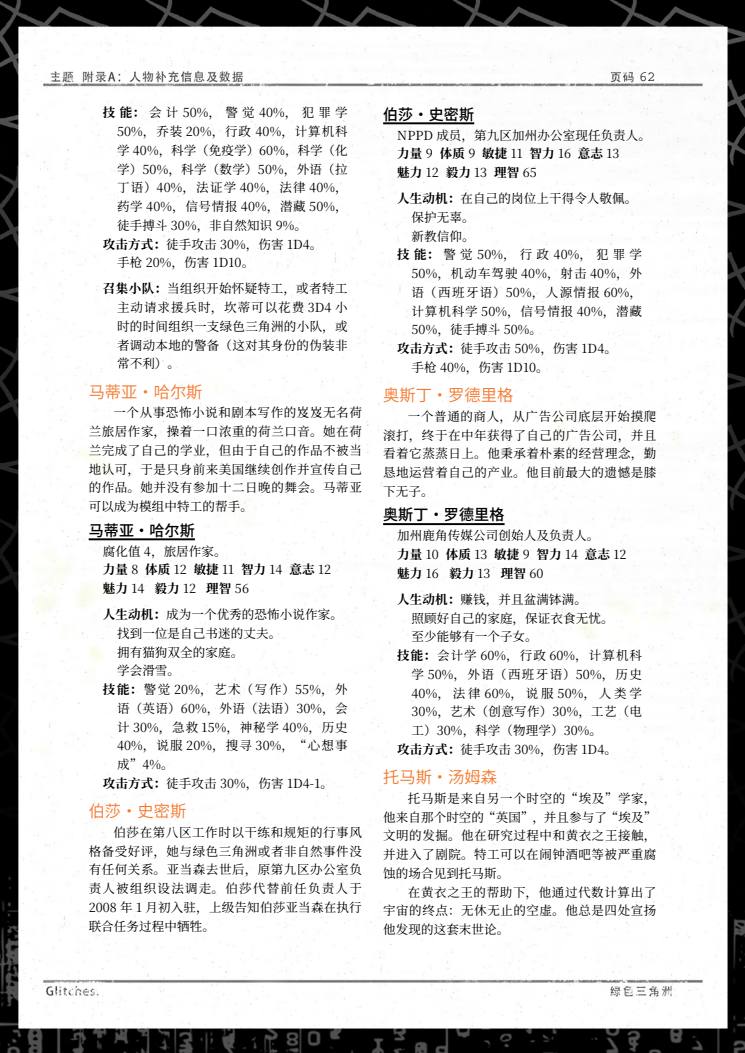 主题 附录A：人物补充信息及数据
页码 62
技能：会计 50%，警觉 40%，犯罪学
50%，乔装 20%，行政 40%，计算机科
学 40%，科学（免疫学）60%，科学（化
学）50%，科学（数学）50%，外语（拉
丁语）40%，法证学 40%，法律 40%，
药学 40%，信号情报 40%，潜藏 50%，
徒手搏斗 30%，非自然知识 9%。
攻击方式：徒手攻击 30%，伤害 1D4。
手枪 20%，伤害 1D10。
召集小队：当组织开始怀疑特工，或者特工
主动请求援兵时，坎蒂可以花费 3D4 小
时的时间组织一支绿色三角洲的小队，或
者调动本地的警备（这对其身份的伪装非
常不利）。
马蒂亚·哈尔斯
一个从事恐怖小说和剧本写作的岌岌无名荷
兰旅居作家，操着一口浓重的荷兰口音。她在荷
兰完成了自己的学业，但由于自己的作品不被当
地认可，于是只身前来美国继续创作并宣传自己
的作品。她并没有参加十二日晚的舞会。马蒂亚
可以成为模组中特工的帮手。
马蒂亚·哈尔斯
腐化值 4，旅居作家。
力量 8 体质 12 敏捷 11 智力 14 意志 12
魅力 14 毅力 12 理智 56
人生动机：成为一个优秀的恐怖小说作家。
找到一位是自己书迷的丈夫。
拥有猫狗双全的家庭。
学会滑雪。
技能：警觉 20%，艺术（写作）55%，外
语（英语）60%，外语（法语）30%，会
计 30%，急救 15%，神秘学 40%，历史
40%，说服 20%，搜寻 30%，“心想事
成”4%。
攻击方式：徒手攻击 30%，伤害 1D4-1。
伯莎·史密斯
伯莎在第八区工作时以干练和规矩的行事风
格备受好评，她与绿色三角洲或者非自然事件没
有任何关系。亚当森去世后，原第九区办公室负
责人被组织设法调走。伯莎代替前任负责人于
2008 年 1 月初入驻，上级告知伯莎亚当森在执行
联合任务过程中牺牲。
伯莎·史密斯
NPPD 成员，第九区加州办公室现任负责人。
力量 9 体质 9 敏捷 11 智力 16 意志 13
魅力 12 毅力 13 理智 65
人生动机：在自己的岗位上干得令人敬佩。
保护无辜。
新教信仰。
技能：警觉 50%，行政 40%，犯罪学
50%，机动车驾驶 40%，射击 40%，外
语（西班牙语）50%，人源情报 60%，
计算机科学 50%，信号情报 40%，潜藏
50%，徒手搏斗 50%。
攻击方式：徒手攻击 50%，伤害 1D4。
手枪 40%，伤害 1D10。
奥斯丁·罗德里格
一个普通的商人，从广告公司底层开始摸爬
滚打，终于在中年获得了自己的广告公司，并且
看着它蒸蒸日上。他秉承着朴素的经营理念，勤
恳地运营着自己的产业。他目前最大的遗憾是膝
下无子。
奥斯丁·罗德里格
加州鹿角传媒公司创始人及负责人。
力量 10 体质 13 敏捷 9 智力 14 意志 12
魅力 16 毅力 13 理智 60
人生动机：赚钱，并且盆满钵满。
照顾好自己的家庭，保证衣食无忧。
至少能够有一个子女。
技能：会计学 60%，行政 60%，计算机科
学 50%，外语（西班牙语）50%，历史
40%，法律 60%，说服 50%，人类学
30%，艺术（创意写作）30%，工艺（电
工）30%，科学（物理学）30%。
攻击方式：徒手攻击 30%，伤害 1D4。
托马斯·汤姆森
托马斯是来自另一个时空的“埃及”学家，
他来自那个时空的“英国”，并且参与了“埃及”
文明的发掘。他在研究过程中和黄衣之王接触，
并进入了剧院。特工可以在闹钟酒吧等被严重腐
蚀的场合见到托马斯。
在黄衣之王的帮助下，他通过代数计算出了
宇宙的终点：无休无止的空虚。他总是四处宣扬
他发现的这套末世论。
Glitches.
绿色三角洲